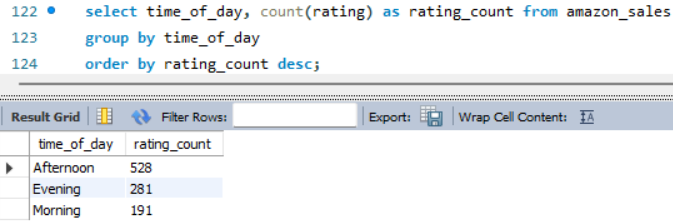 122 select time_of_day, count(rating) as rating_count from amazon_sales
123 group by time_of_day
124 order by rating_count desc;
Result Grid Filter Rows: Export: Wrap Cell Content: IA
time_of_day rating_count
Afternoon 528
Evening 281
Morning 191